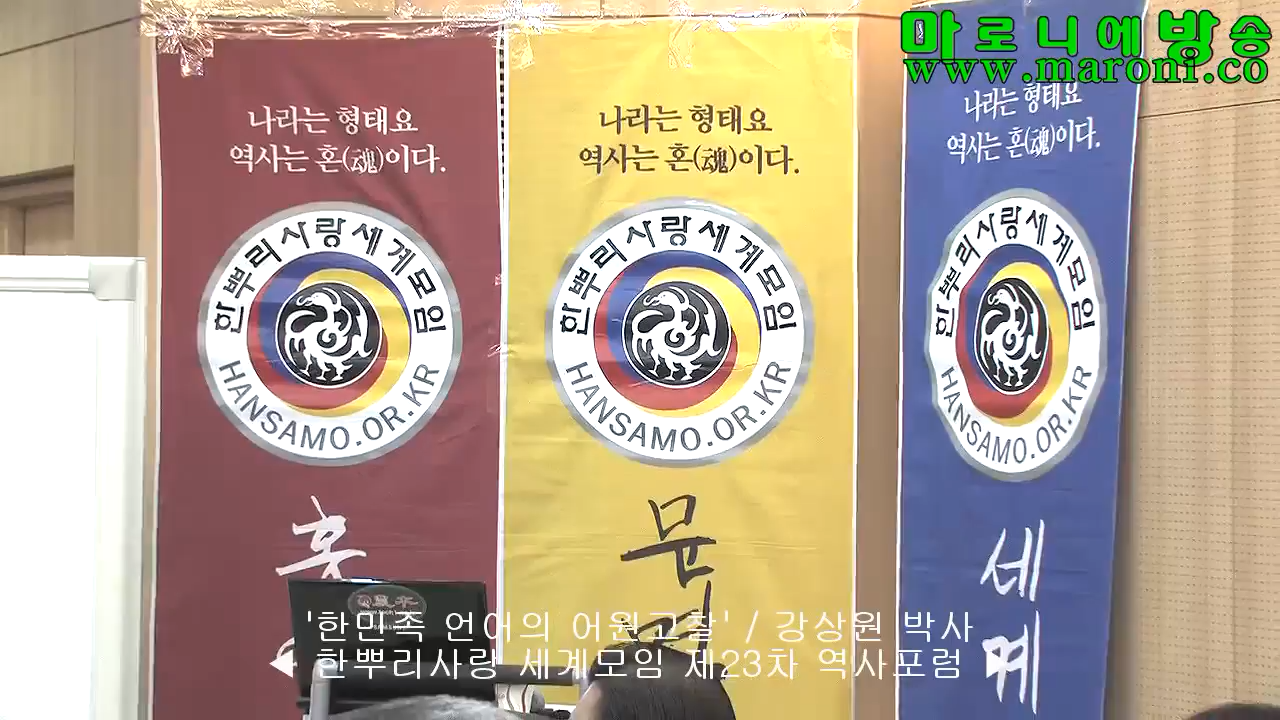 마로니에방송
www.maroni.co
나라는 형태요
역사는 혼(魂)이다.
한뿌리사랑세계모임
HANSAMO.OR.KR
나라는 형태요
역사는 혼(魂)이다.
한뿌리사랑세계모임
HANSAMO.OR.KR
문
나라는 형태요
역사는 혼(魂)이다.
한뿌리사랑세계모임
HANSAMO.OR.KR
세계
'한민족 언어의 어원고찰' / 강상원 박사
◀ 한뿌리사랑 세계모임 제23차 역사포럼